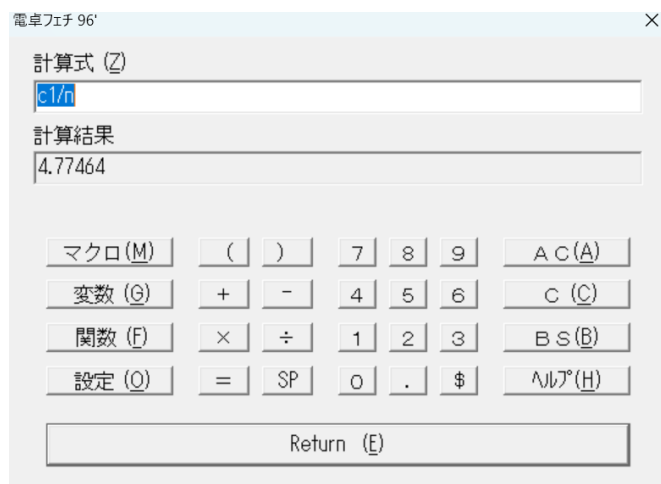 電卓フェチ 96'
計算式 (Z)
c1/n
計算結果
4.77464
マクロ(M) ( ) 7 8 9 AC(A)
変数 (G) + - 4 5 6 C (C)
関数 (F) × ÷ 1 2 3 BS(B)
設定 (O) = SP 0 . $ ヘルプ(H)
Return (E)